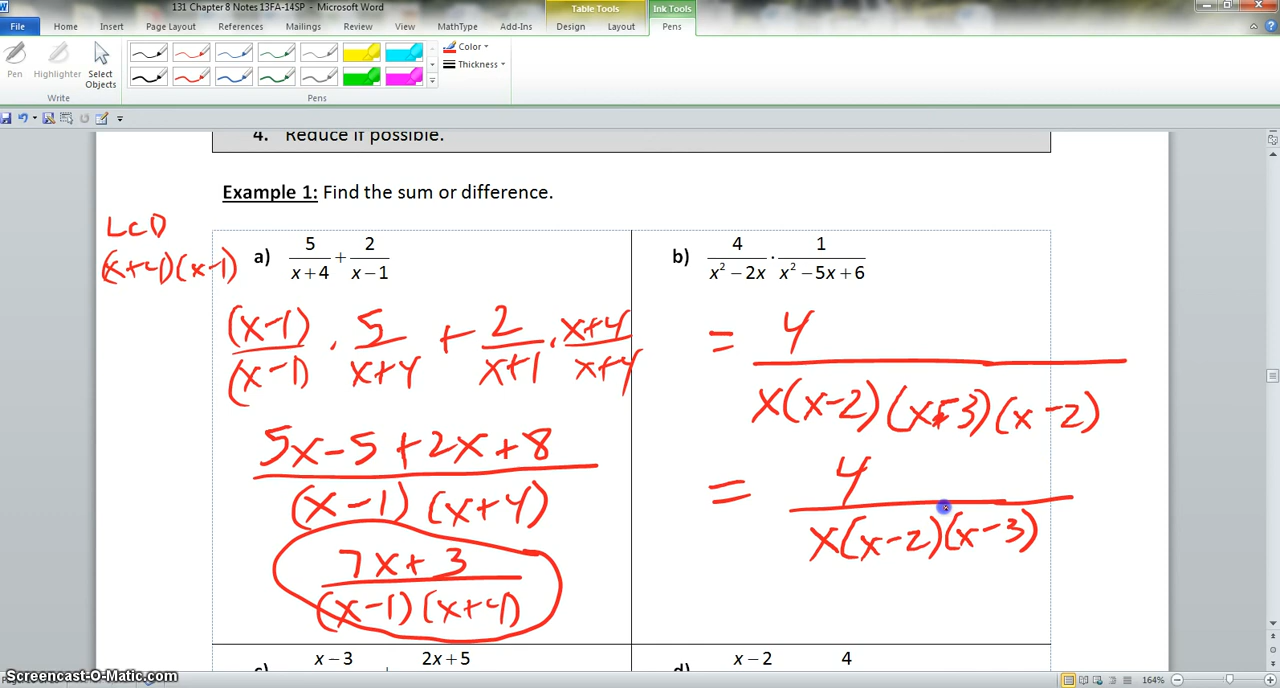 131 Chapter 8 Notes 13FA-14SP - Microsoft Word
Table Tools
Ink Tools
File Home Insert Page Layout References Mailings Review View MathType Add-Ins Design Layout Pens
Pen Highlighter Select Objects
Color
Thickness
Write
Pens
4. Reduce if possible.
Example 1: Find the sum or difference.
LCD
(x+4)(x-1)
a) 5/(x+4) + 2/(x−1)
(x-1)/(x-1) · 5/(x+4) + 2/(x+1) · (x+4)/(x+4)
(5x-5+2x+8)/((x-1)(x+4))
(7x+3)/((x-1)(x+4))
b) 4/(x²−2x) · 1/(x²−5x+6)
= 4/(x(x-2)(x-3)(x-2))
= 4/(x(x-2)(x-3))
x−3 2x+5
d) x−2 4
164%
Screencast-O-Matic.com